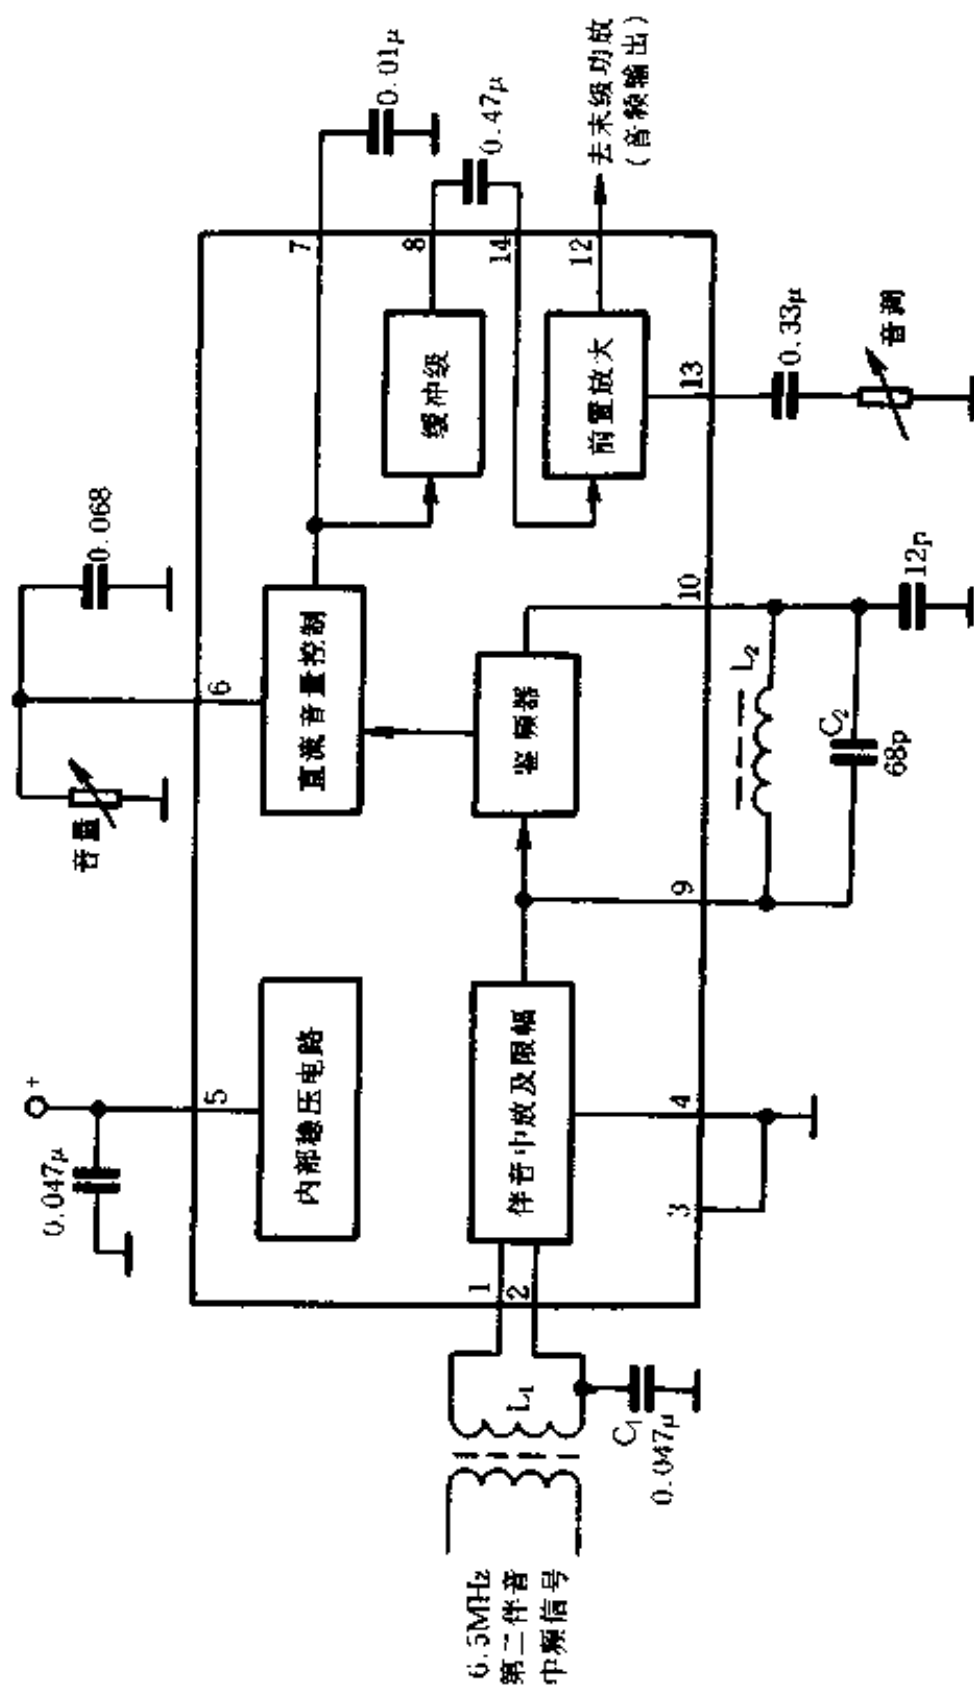 6.5MHz
第二伴音
中频信号
L₁
C₁
0.047μ
1
2
3
4
伴音中放及限幅
0.047μ
+
5
内部稳压电路
音量
0.068
6
直流音量控制
鉴频器
9
10
L₂
C₂
68p
12p
缓冲级
前置放大
7
0.01μ
8
0.47μ
14
12
去末级功放
(音频输出)
13
0.33μ
音调